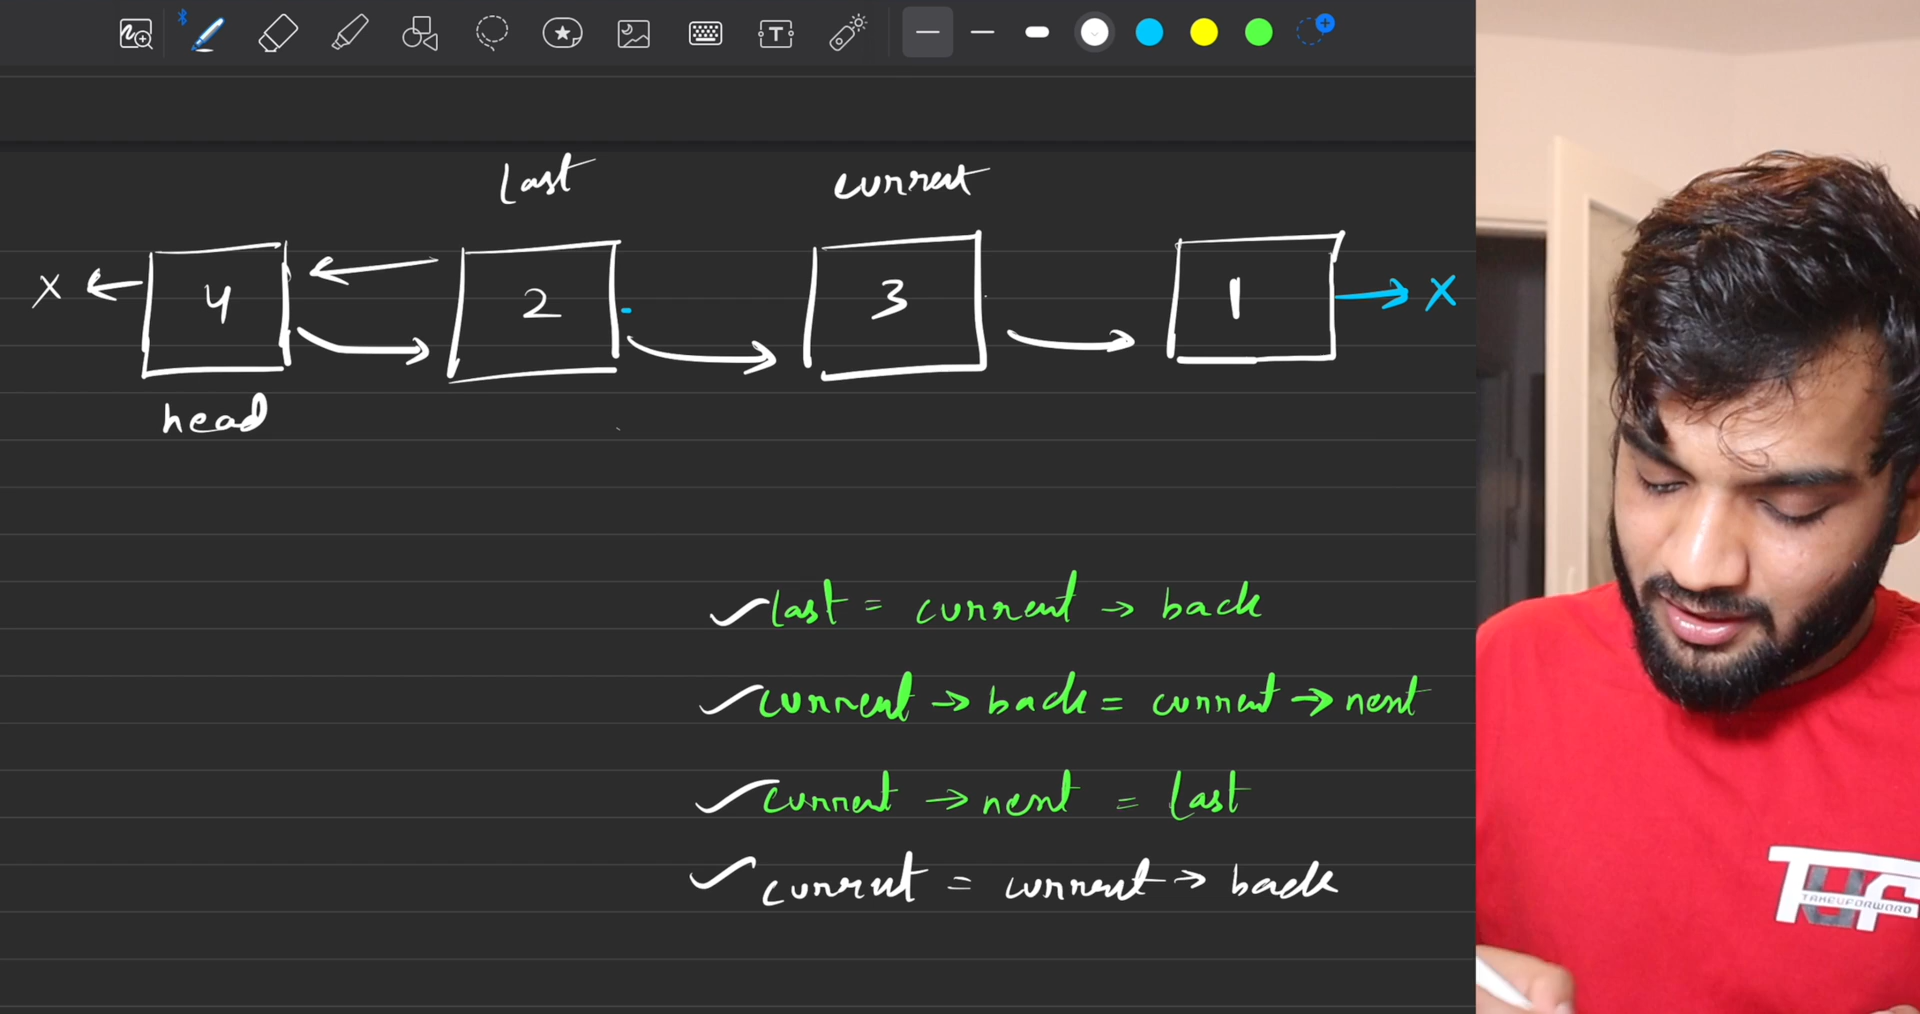 last current
x 4 2 3 1 x
head
last = current → back
current → back = current → next
current → next = last
current = current → back
T
TUF
TAKEUFORWARD